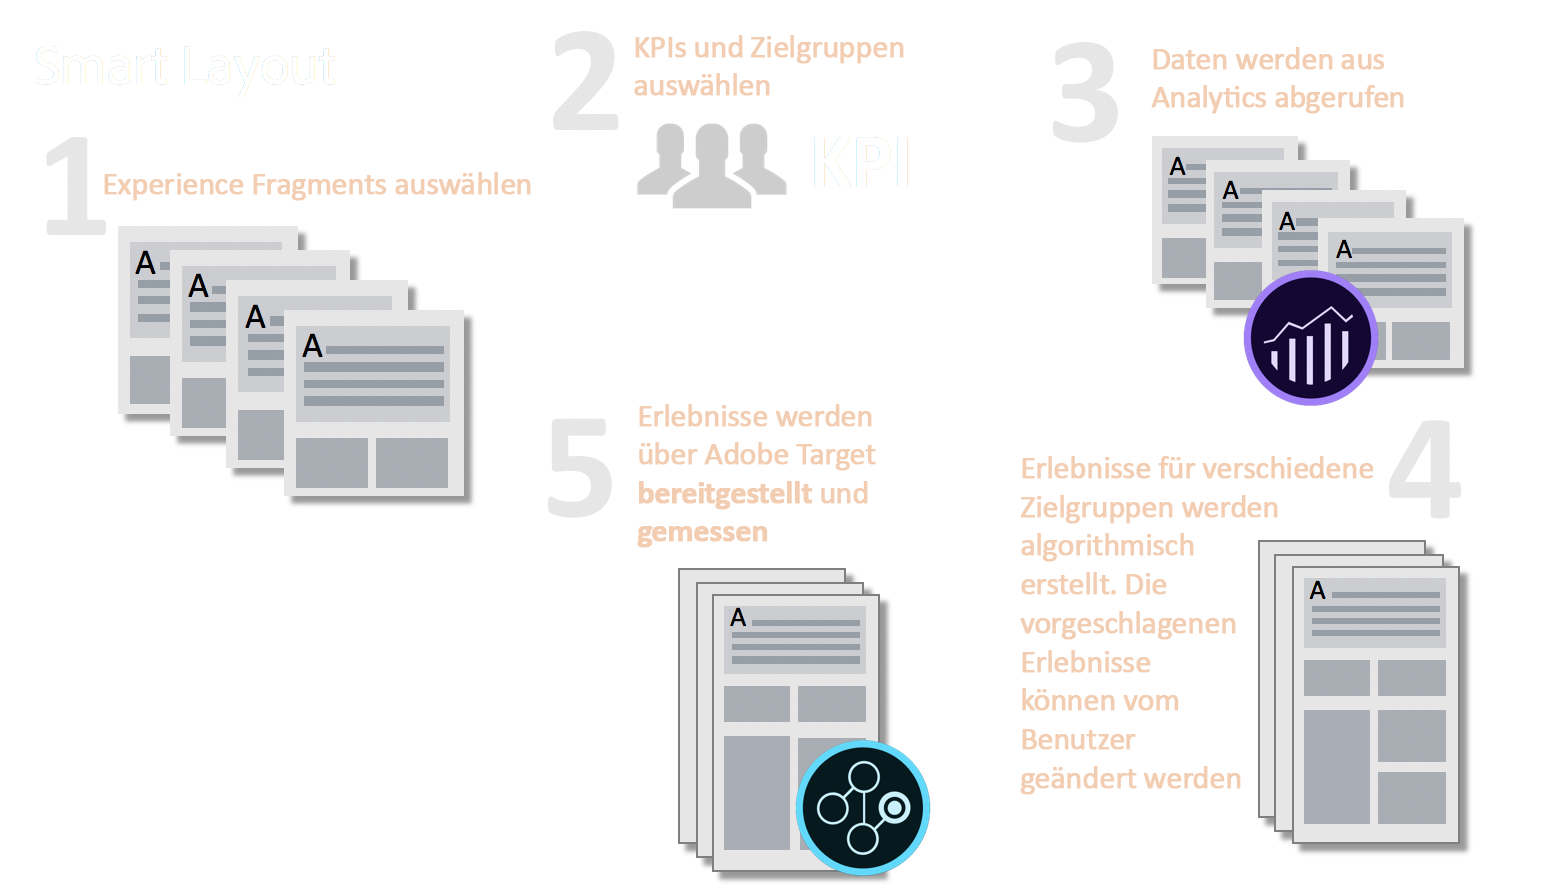 Smart Layout
1
Experience Fragments auswählen
A
A
A
A
2
KPIs und Zielgruppen
auswählen
KPI
3
Daten werden aus
Analytics abgerufen
A
A
A
A
4
Erlebnisse für verschiedene
Zielgruppen werden
algorithmisch
erstellt. Die
vorgeschlagenen
Erlebnisse
können vom
Benutzer
geändert werden
A
5
Erlebnisse werden
über Adobe Target
bereitgestellt und
gemessen
A